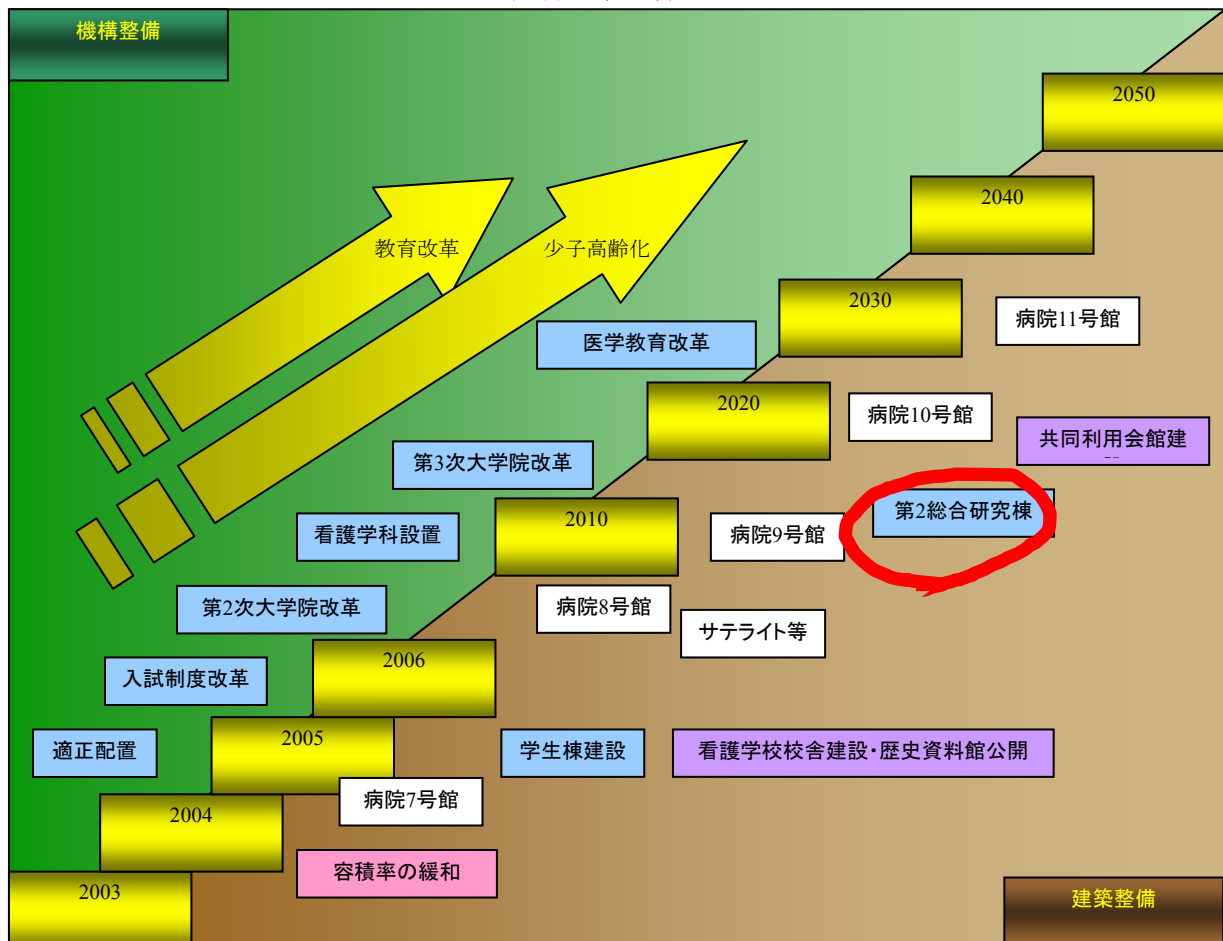 機構整備
2050
2040
教育改革
少子高齢化
2030
病院11号館
医学教育改革
2020
病院10号館
共同利用会館建
第3次大学院改革
第2総合研究棟
2010
看護学科設置
病院9号館
第2次大学院改革
病院8号館
サテライト等
2006
入試制度改革
2005
適正配置
学生棟建設
看護学校校舎建設・歴史資料館公開
病院7号館
2004
容積率の緩和
2003
建築整備